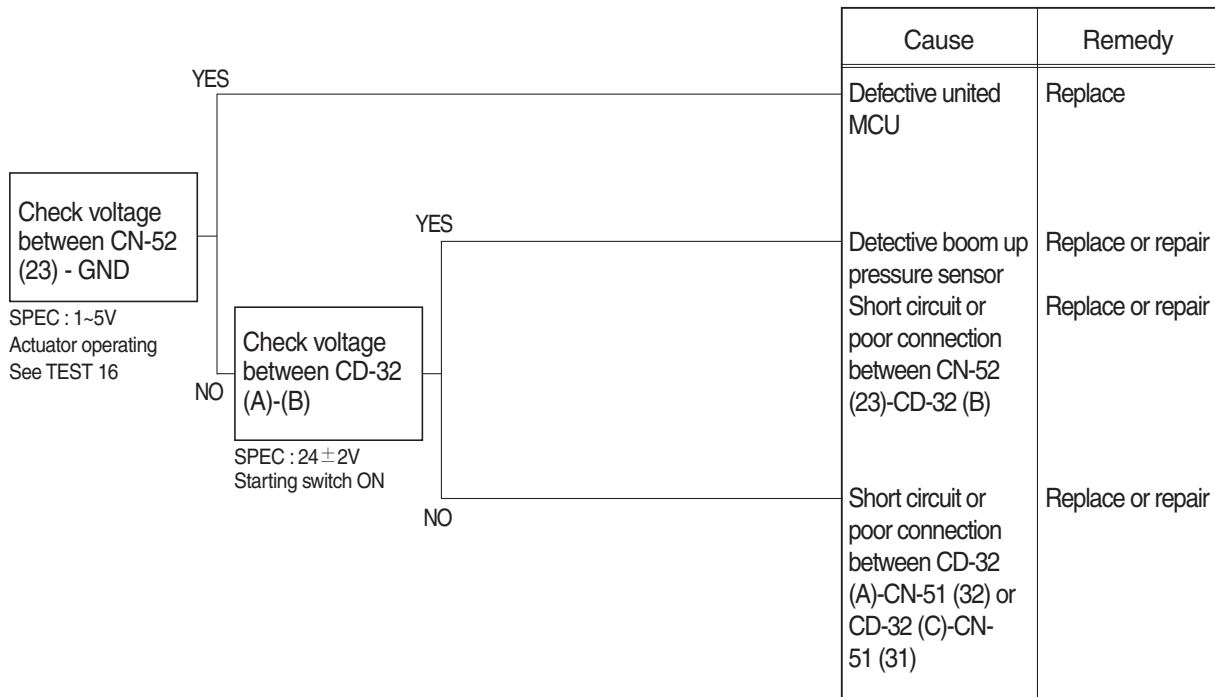 Cause
Remedy
YES
Defective united
MCU
Replace
Check voltage
between CN-52
(23) - GND
SPEC : 1~5V
Actuator operating
See TEST 16
YES
Detective boom up
pressure sensor
Replace or repair
Short circuit or
poor connection
between CN-52
(23)-CD-32 (B)
Replace or repair
NO
Check voltage
between CD-32
(A)-(B)
SPEC : 24±2V
Starting switch ON
NO
Short circuit or
poor connection
between CD-32
(A)-CN-51 (32) or
CD-32 (C)-CN-
51 (31)
Replace or repair